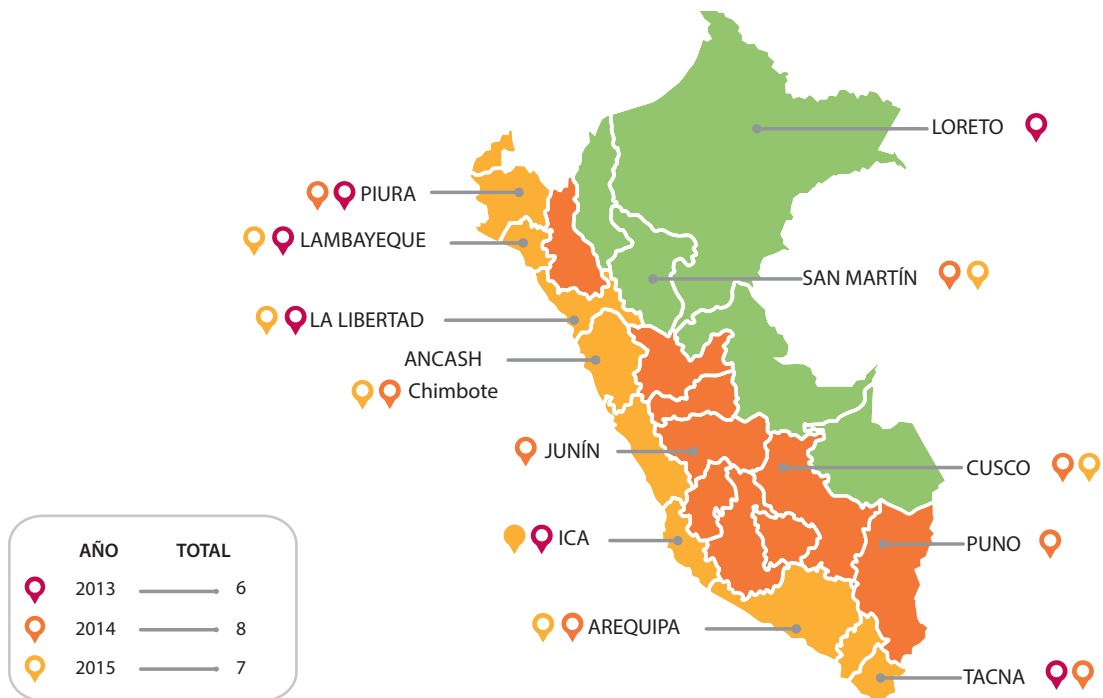 LORETO
PIURA
LAMBAYEQUE
SAN MARTÍN
LA LIBERTAD
ANCASH
Chimbote
JUNÍN
CUSCO
ICA
PUNO
AREQUIPA
TACNA
AÑO TOTAL
2013 6
2014 8
2015 7